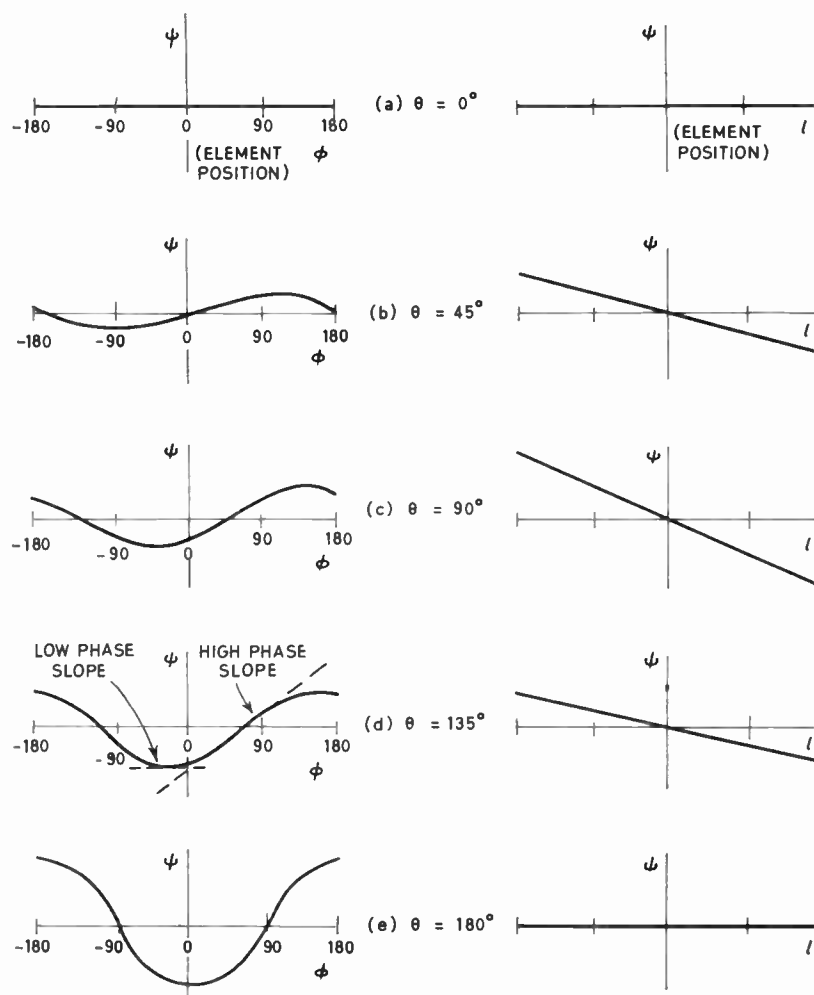 ψ ψ
-180 -90 0 90 180 (a) θ = 0°
(ELEMENT POSITION) ϕ (ELEMENT POSITION) l
ψ ψ
-180 -90 0 90 180 (b) θ = 45° l
ϕ
ψ ψ
-180 -90 0 90 180 (c) θ = 90° l
ϕ
LOW PHASE SLOPE ψ HIGH PHASE SLOPE ψ
-180 -90 0 90 180 (d) θ = 135° l
ϕ
ψ ψ
-180 -90 0 90 180 (e) θ = 180° l
ϕ